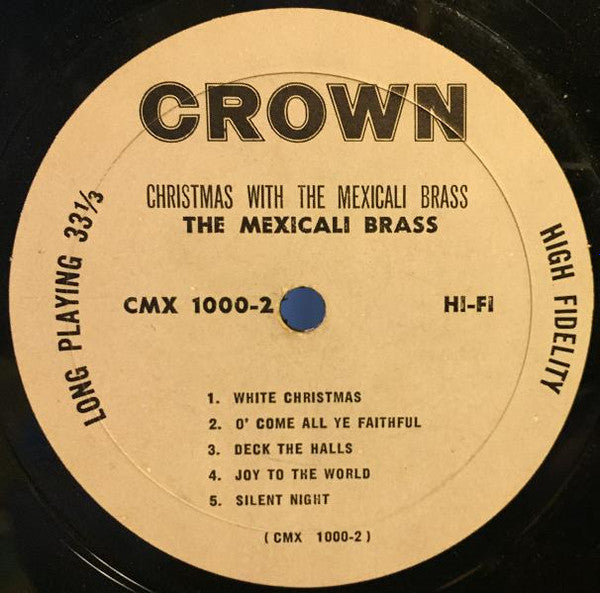 CROWN
CHRISTMAS WITH THE MEXICALI BRASS
THE MEXICALI BRASS
LONG PLAYING 33⅓
CMX 1000-2
HI-FI
HIGH FIDELITY
1. WHITE CHRISTMAS
2. O' COME ALL YE FAITHFUL
3. DECK THE HALLS
4. JOY TO THE WORLD
5. SILENT NIGHT
( CMX 1000-2 )